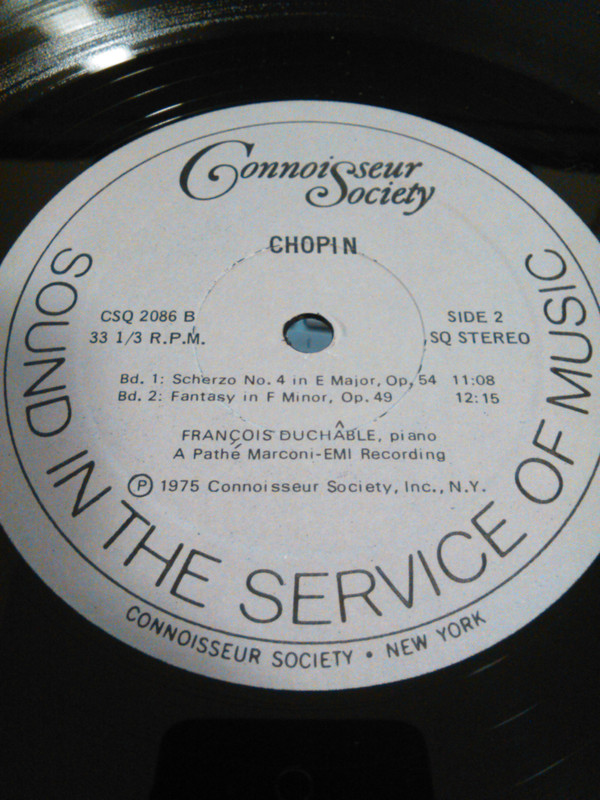 Connoisseur
Society
CHOPIN
CSQ 2086 B
33 1/3 R.P.M.
SIDE 2
SQ STEREO
Bd. 1: Scherzo No. 4 in E Major, Op. 54 11:08
Bd. 2: Fantasy in F Minor, Op. 49 12:15
FRANÇOIS DUCHÂBLE, piano
A Pathé Marconi-EMI Recording
Ⓟ 1975 Connoisseur Society, Inc., N.Y.
SOUND IN THE SERVICE OF MUSIC
CONNOISSEUR SOCIETY • NEW YORK